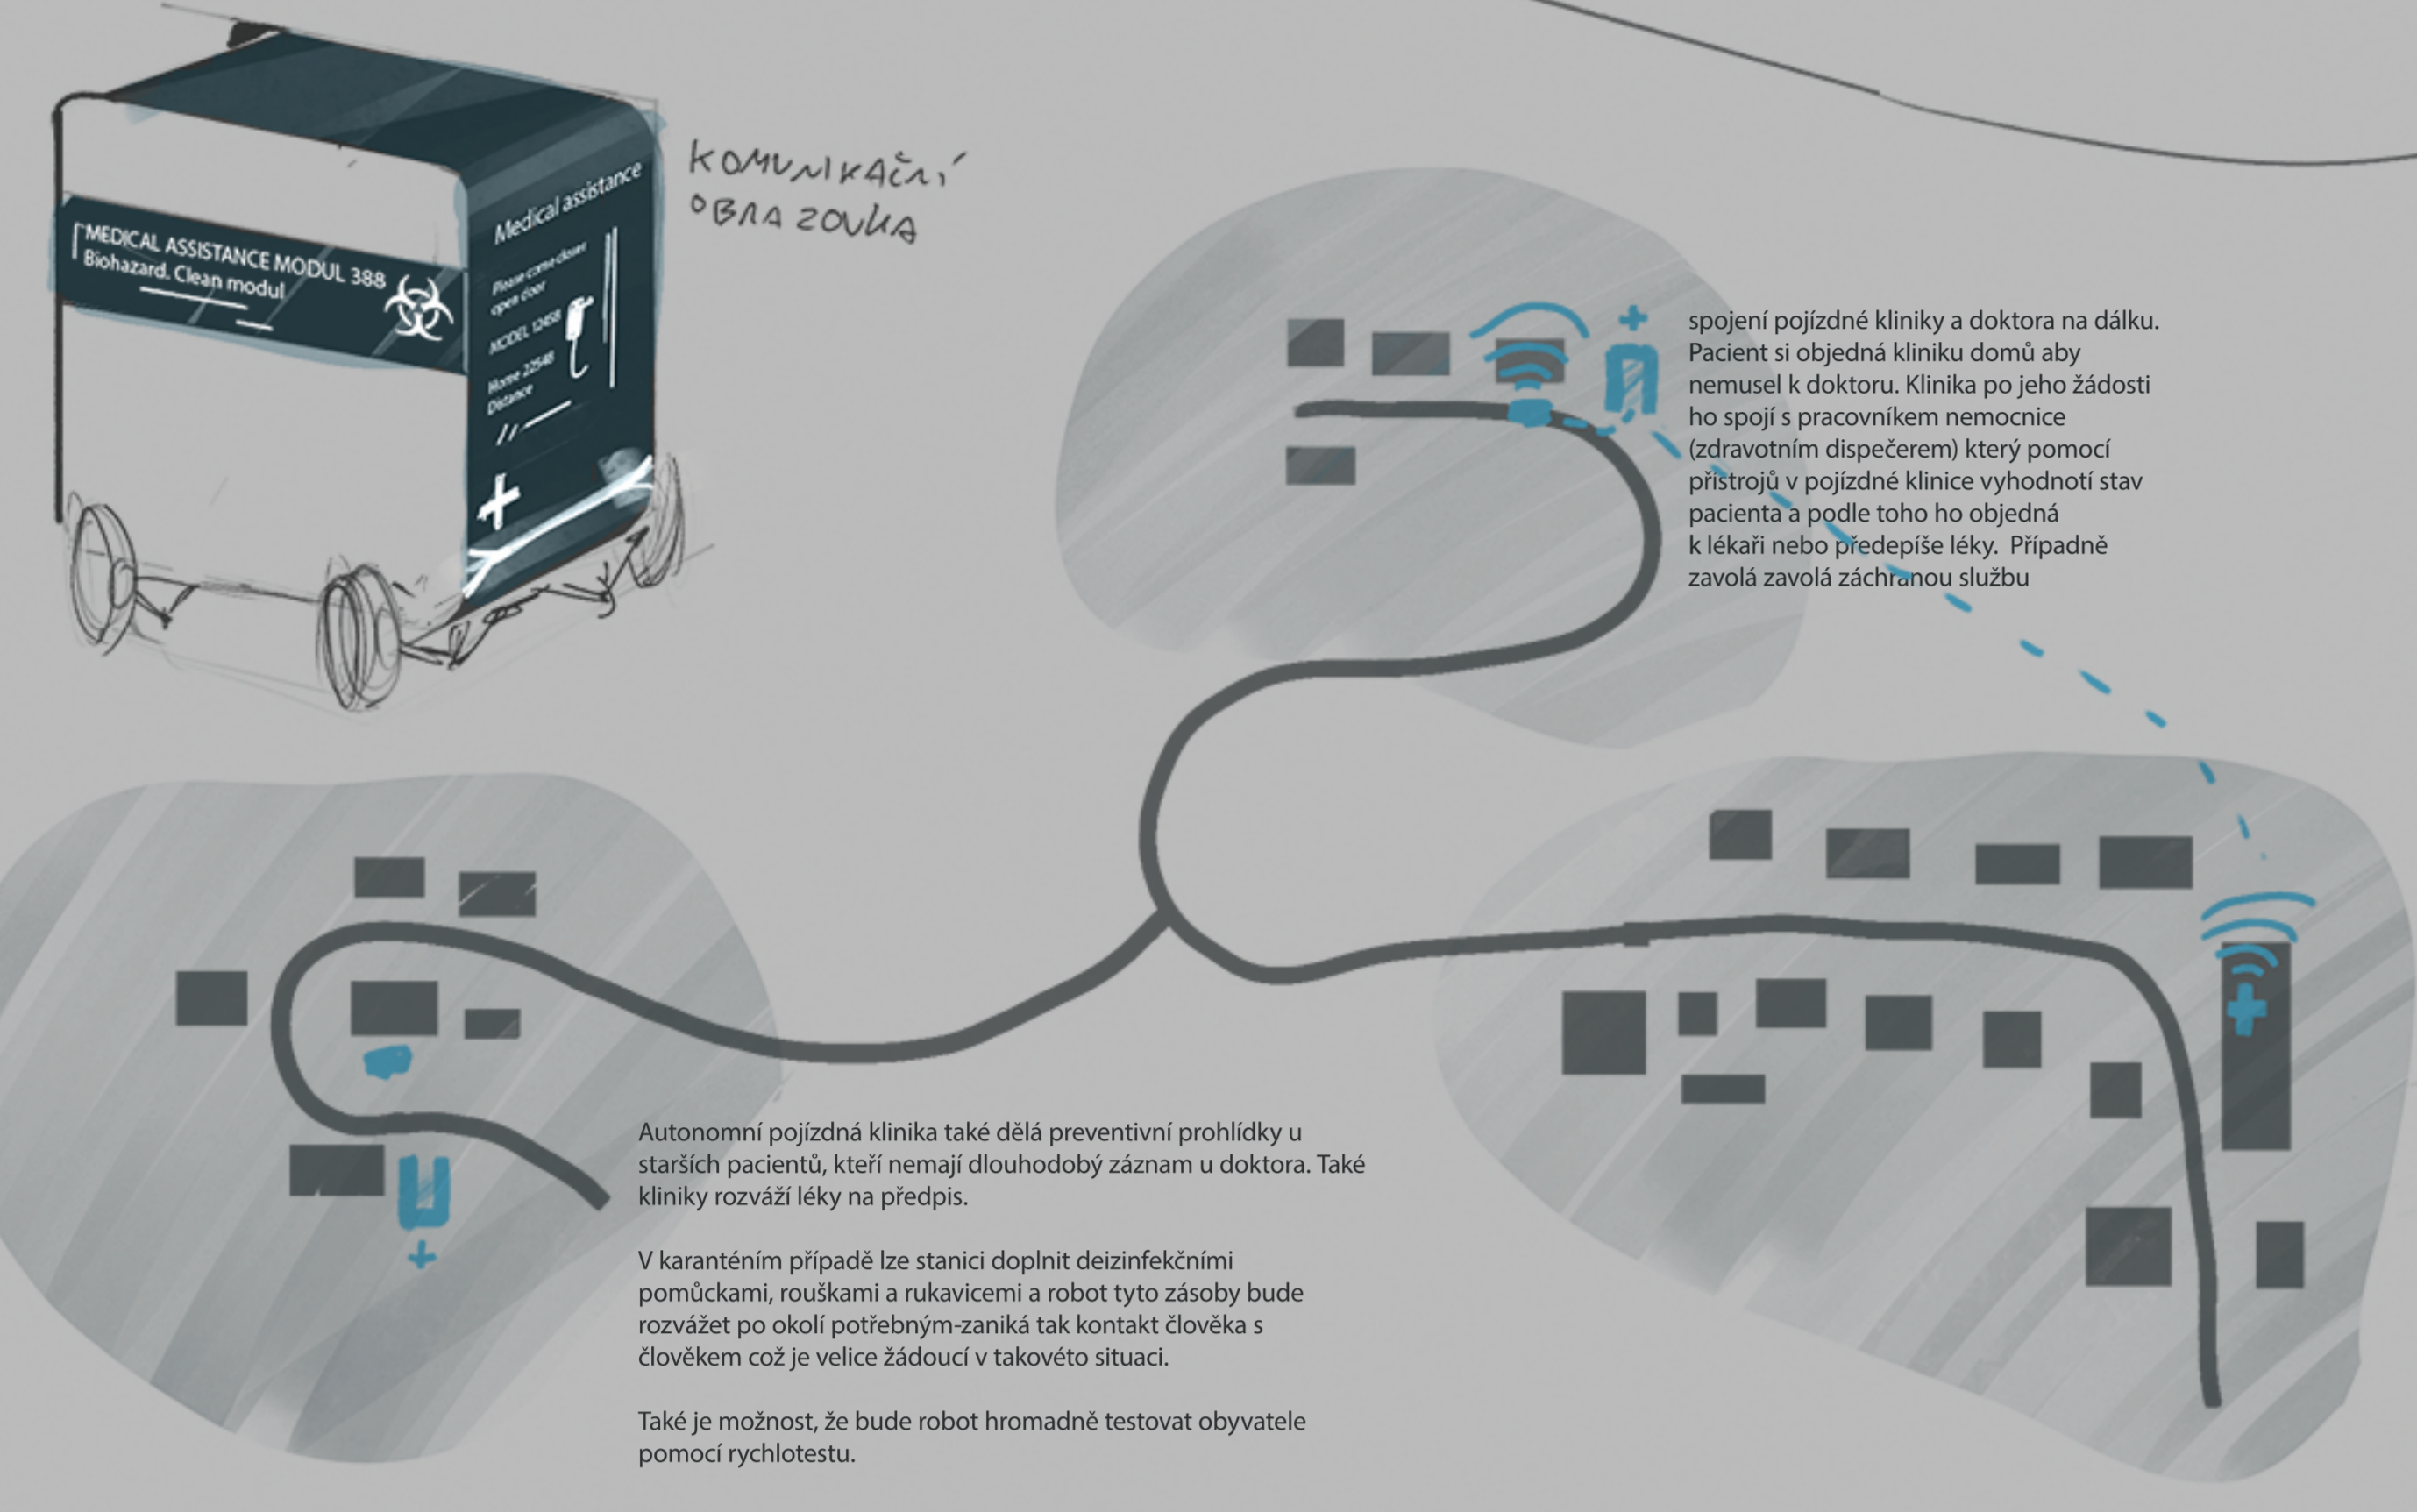 KOMUNIKAČNÍ
OBRAZOVKA
MEDICAL ASSISTANCE MODUL 388
Biohazard. Clean modul
Medical assistance
Please come closer
open door
MODEL 12458
Home 22548
Distance
spojení pojízdné kliniky a doktora na dálku.
Pacient si objedná kliniku domů aby
nemusel k doktoru. Klinika po jeho žádosti
ho spojí s pracovníkem nemocnice
(zdravotním dispečerem) který pomocí
přístrojů v pojízdné klinice vyhodnotí stav
pacienta a podle toho ho objedná
k lékaři nebo předepíše léky.  Případně
zavolá zavolá záchranou službu
Autonomní pojízdná klinika také dělá preventivní prohlídky u
starších pacientů, kteří nemají dlouhodobý záznam u doktora. Také
kliniky rozváží léky na předpis.
V karanténím případě lze stanici doplnit deizinfekčními
pomůckami, rouškami a rukavicemi a robot tyto zásoby bude
rozvážet po okolí potřebným-zaniká tak kontakt člověka s
člověkem což je velice žádoucí v takovéto situaci.
Také je možnost, že bude robot hromadně testovat obyvatele
pomocí rychlotestu.